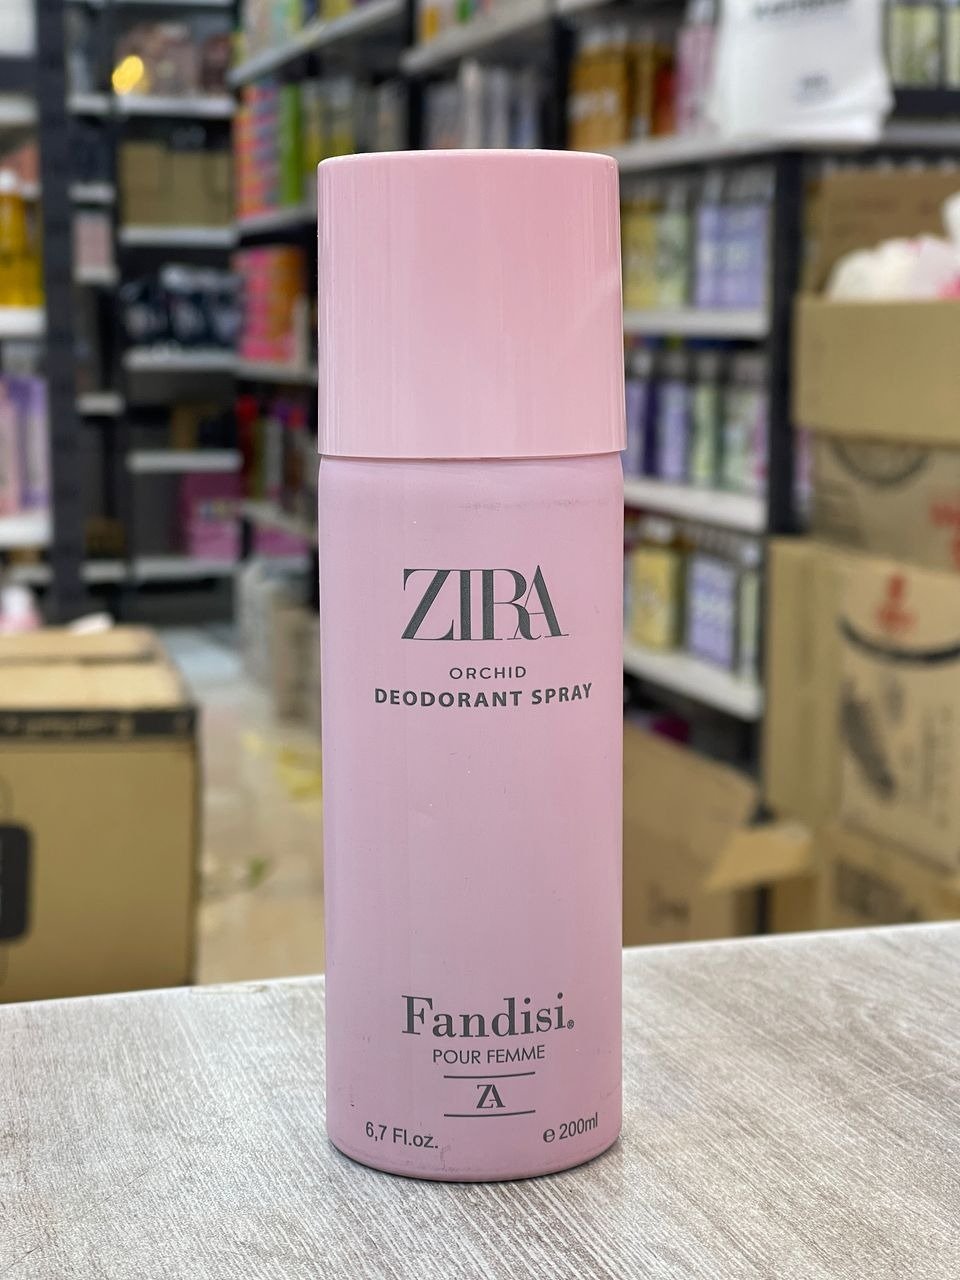 ZIRA
ORCHID
DEODORANT SPRAY
Fandisi®
POUR FEMME
ZA
6,7 Fl.oz.
℮ 200ml